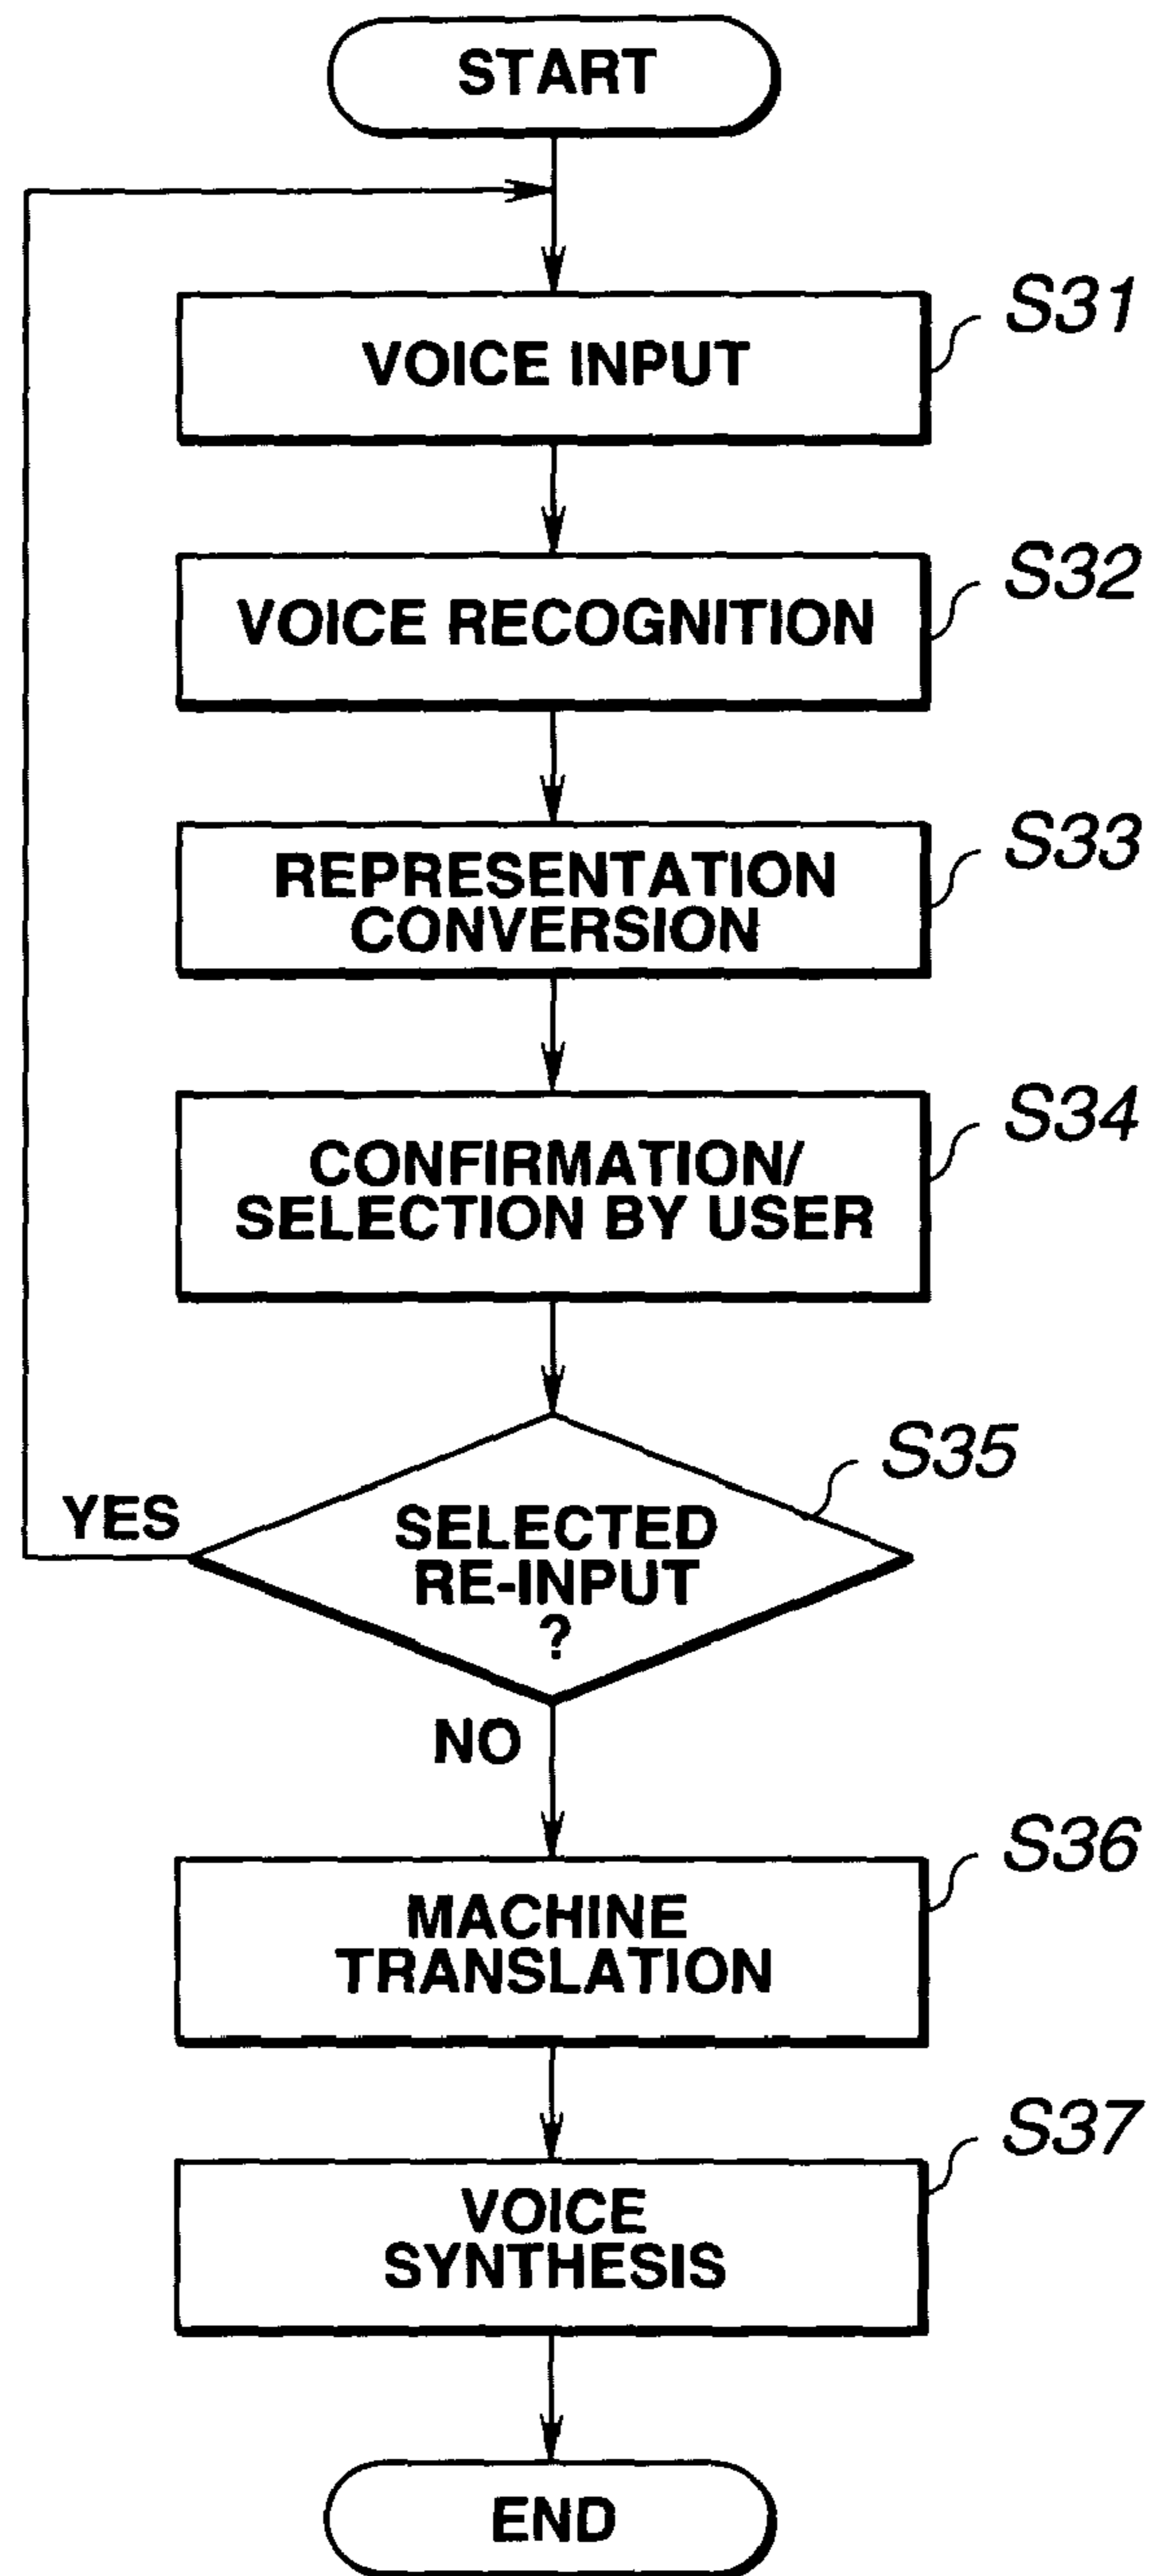 START
VOICE INPUT
S31
VOICE RECOGNITION
S32
REPRESENTATION
CONVERSION
S33
CONFIRMATION/
SELECTION BY USER
S34
SELECTED
RE-INPUT
?
S35
YES
NO
MACHINE
TRANSLATION
S36
VOICE
SYNTHESIS
S37
END